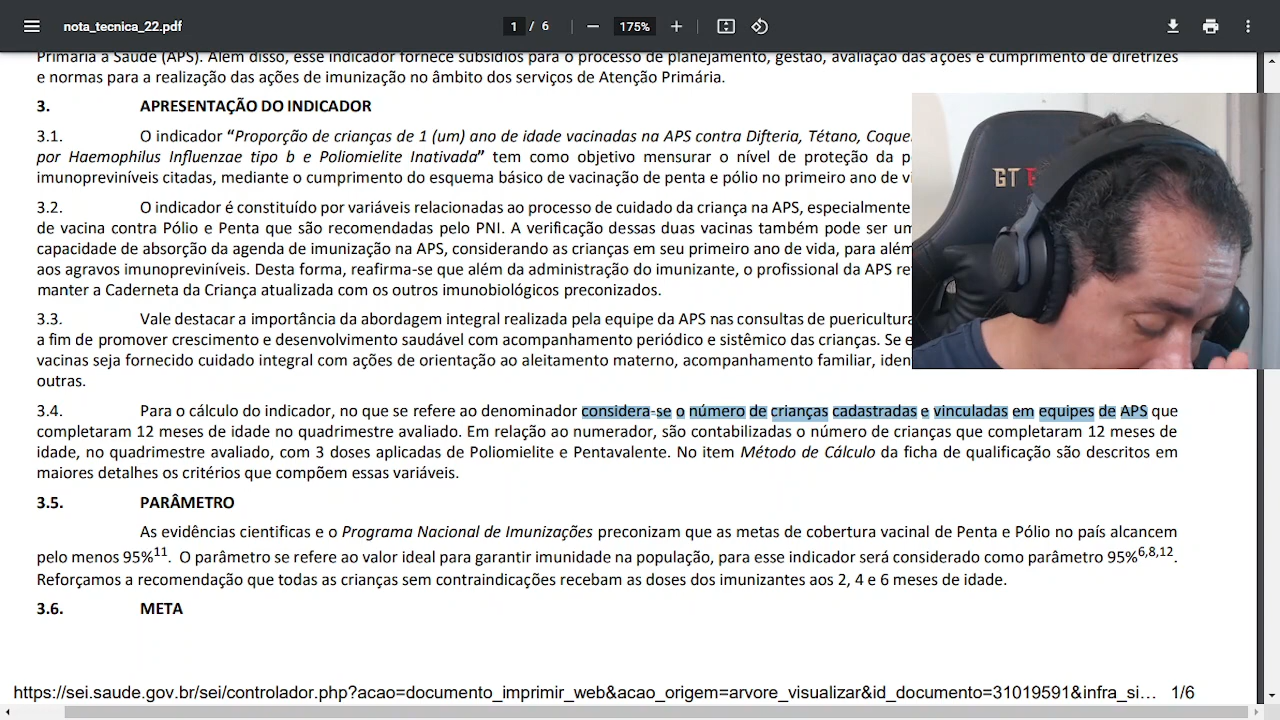 nota_tecnica_22.pdf
1 / 6
175%
Primária à Saúde (APS). Além disso, esse indicador fornece subsídios para o processo de planejamento, gestão, avaliação das ações e cumprimento de diretrizes
e normas para a realização das ações de imunização no âmbito dos serviços de Atenção Primária.
3. APRESENTAÇÃO DO INDICADOR
3.1. O indicador “Proporção de crianças de 1 (um) ano de idade vacinadas na APS contra Difteria, Tétano,
por Haemophilus Influenzae tipo b e Poliomielite Inativada” tem como objetivo mensurar o nível de proteção da
imunopreviníveis citadas, mediante o cumprimento do esquema básico de vacinação de penta e pólio no primeiro ano de
3.2. O indicador é constituído por variáveis relacionadas ao processo de cuidado da criança na APS, especialmente
de vacina contra Pólio e Penta que são recomendadas pelo PNI. A verificação dessas duas vacinas também pode ser
capacidade de absorção da agenda de imunização na APS, considerando as crianças em seu primeiro ano de vida, para além
aos agravos imunopreviníveis. Desta forma, reafirma-se que além da administração do imunizante, o profissional da APS
manter a Caderneta da Criança atualizada com os outros imunobiológicos preconizados.
3.3. Vale destacar a importância da abordagem integral realizada pela equipe da APS nas consultas de puericultura
a fim de promover crescimento e desenvolvimento saudável com acompanhamento periódico e sistêmico das crianças. Se
vacinas seja fornecido cuidado integral com ações de orientação ao aleitamento materno, acompanhamento familiar,
outras.
3.4. Para o cálculo do indicador, no que se refere ao denominador considera-se o número de crianças cadastradas e vinculadas em equipes de APS que
completaram 12 meses de idade no quadrimestre avaliado. Em relação ao numerador, são contabilizadas o número de crianças que completaram 12 meses de
idade, no quadrimestre avaliado, com 3 doses aplicadas de Poliomielite e Pentavalente. No item Método de Cálculo da ficha de qualificação são descritos em
maiores detalhes os critérios que compõem essas variáveis.
3.5. PARÂMETRO
As evidências cientificas e o Programa Nacional de Imunizações preconizam que as metas de cobertura vacinal de Penta e Pólio no país alcancem
pelo menos 95%11. O parâmetro se refere ao valor ideal para garantir imunidade na população, para esse indicador será considerado como parâmetro 95%6,8,12.
Reforçamos a recomendação que todas as crianças sem contraindicações recebam as doses dos imunizantes aos 2, 4 e 6 meses de idade.
3.6. META
https://sei.saude.gov.br/sei/controlador.php?acao=documento_imprimir_web&acao_origem=arvore_visualizar&id_documento=31019591&infra_si… 1/6
GT